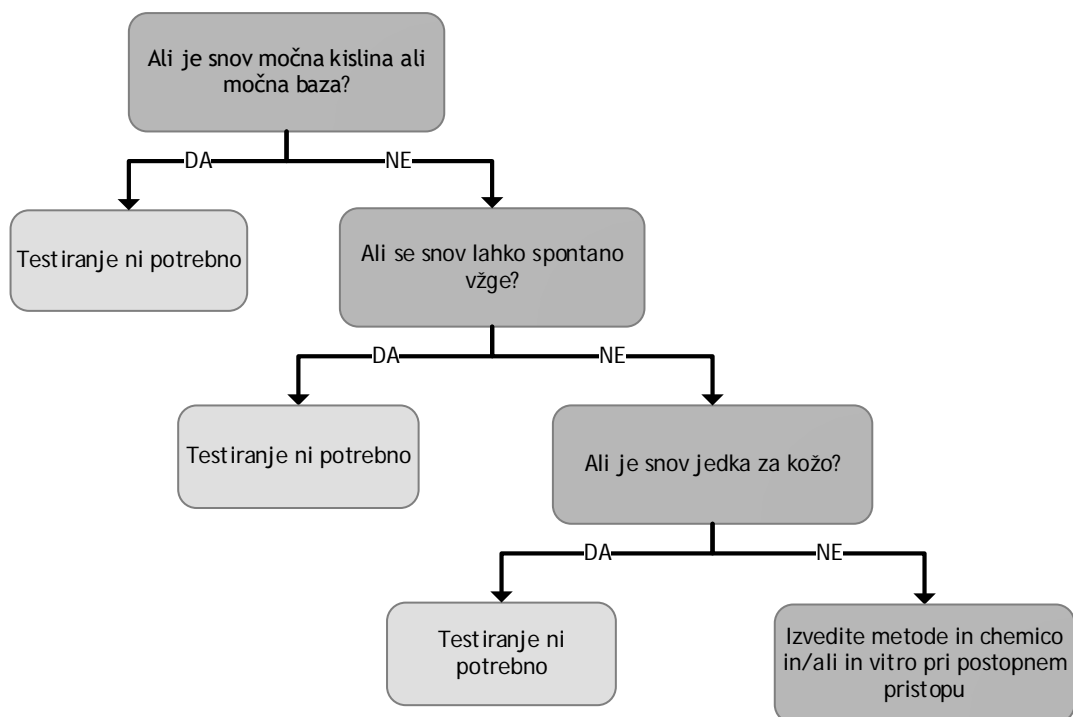 Ali je snov močna kislina ali
močna baza?
DA
NE
Testiranje ni potrebno
Ali se snov lahko spontano
vžge?
DA
NE
Testiranje ni potrebno
Ali je snov jedka za kožo?
DA
NE
Testiranje ni
potrebno
Izvedite metode in chemico
in/ali in vitro pri postopnem
pristopu